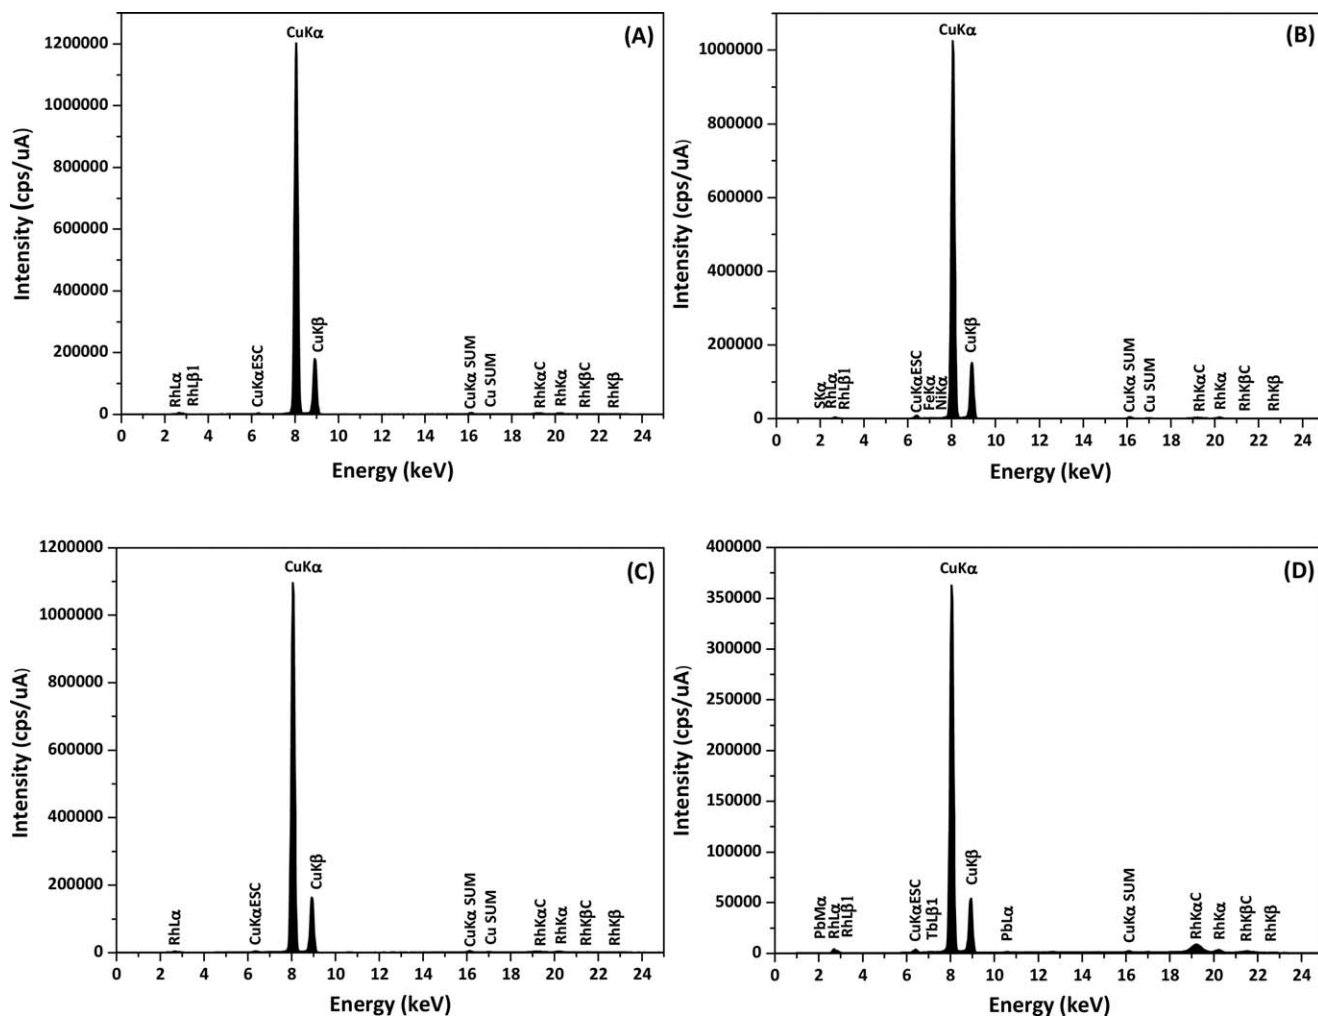 (A)
CuKα
CuKβ
RhLα
RhLβ1
CuKαESC
CuKα SUM
Cu SUM
RhKαC
RhKα
RhKβC
RhKβ
1200000
1000000
800000
600000
400000
200000
0
Intensity (cps/uA)
0 2 4 6 8 10 12 14 16 18 20 22 24
Energy (keV)
(B)
CuKα
CuKβ
SKα
RhLα
RhLβ1
CuKαESC
FeKα
NiKα
CuKα SUM
Cu SUM
RhKαC
RhKα
RhKβC
RhKβ
1000000
800000
600000
400000
200000
0
Intensity (cps/uA)
0 2 4 6 8 10 12 14 16 18 20 22 24
Energy (keV)
(C)
CuKα
CuKβ
RhLα
CuKαESC
CuKα SUM
Cu SUM
RhKαC
RhKα
RhKβC
RhKβ
1200000
1000000
800000
600000
400000
200000
0
Intensity (cps/uA)
0 2 4 6 8 10 12 14 16 18 20 22 24
Energy (keV)
(D)
CuKα
CuKβ
PbMα
RhLα
RhLβ1
CuKαESC
TbLβ1
PbLα
CuKα SUM
RhKαC
RhKα
RhKβC
RhKβ
400000
350000
300000
250000
200000
150000
100000
50000
0
Intensity (cps/uA)
0 2 4 6 8 10 12 14 16 18 20 22 24
Energy (keV)